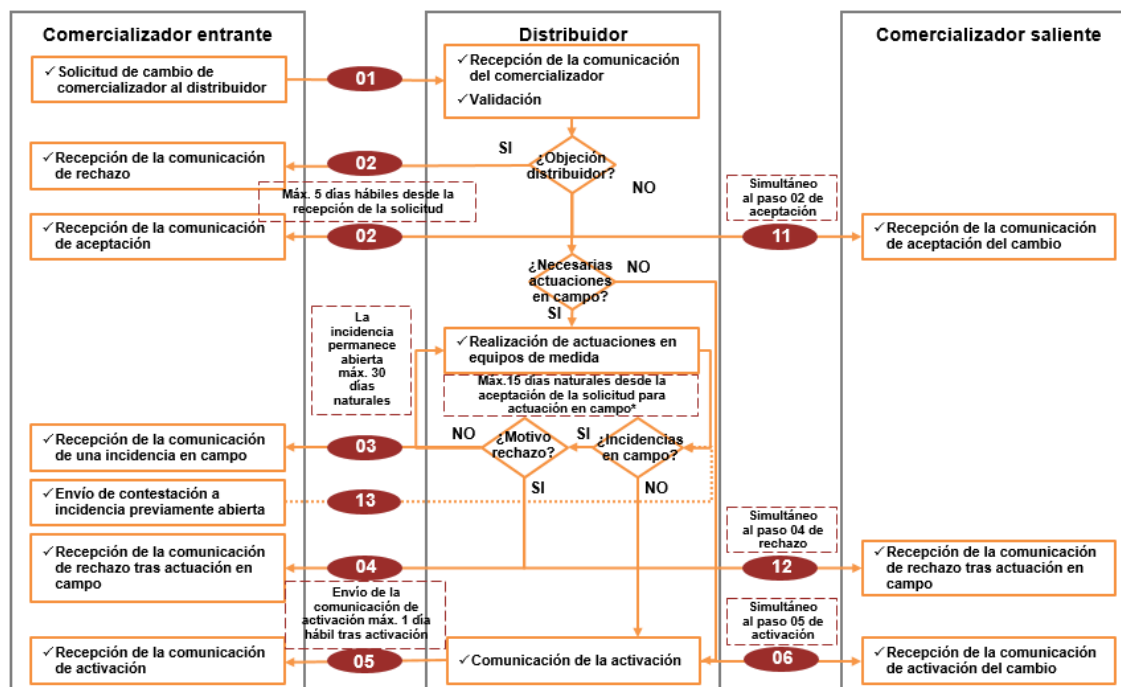 Comercializador entrante
Distribuidor
Comercializador saliente
✓ Solicitud de cambio de
comercializador al distribuidor
01
✓ Recepción de la comunicación
del comercializador
✓ Validación
✓ Recepción de la comunicación
de rechazo
02
SI
¿Objeción
distribuidor?
NO
Máx. 5 días hábiles desde la
recepción de la solicitud
Simultáneo
al paso 02 de
aceptación
✓ Recepción de la comunicación
de aceptación
02
11
✓ Recepción de la comunicación
de aceptación del cambio
¿Necesarias
actuaciones
en campo?
NO
SI
La
incidencia
permanece
abierta
máx. 30
días
naturales
✓ Realización de actuaciones en
equipos de medida
Máx.15 días naturales desde la
aceptación de la solicitud para
actuación en campo*
✓ Recepción de la comunicación
de una incidencia en campo
03
NO
¿Motivo
rechazo?
SI
¿Incidencias
en campo?
SI
NO
✓ Envío de contestación a
incidencia previamente abierta
13
Simultáneo
al paso 04 de
rechazo
✓ Recepción de la comunicación
de rechazo tras actuación en
campo
04
12
✓ Recepción de la comunicación
de rechazo tras actuación en
campo
Envío de la
comunicación de
activación máx. 1 día
hábil tras activación
Simultáneo
al paso 05 de
activación
✓ Recepción de la comunicación
de activación
05
✓ Comunicación de la activación
06
✓ Recepción de la comunicación
de activación del cambio